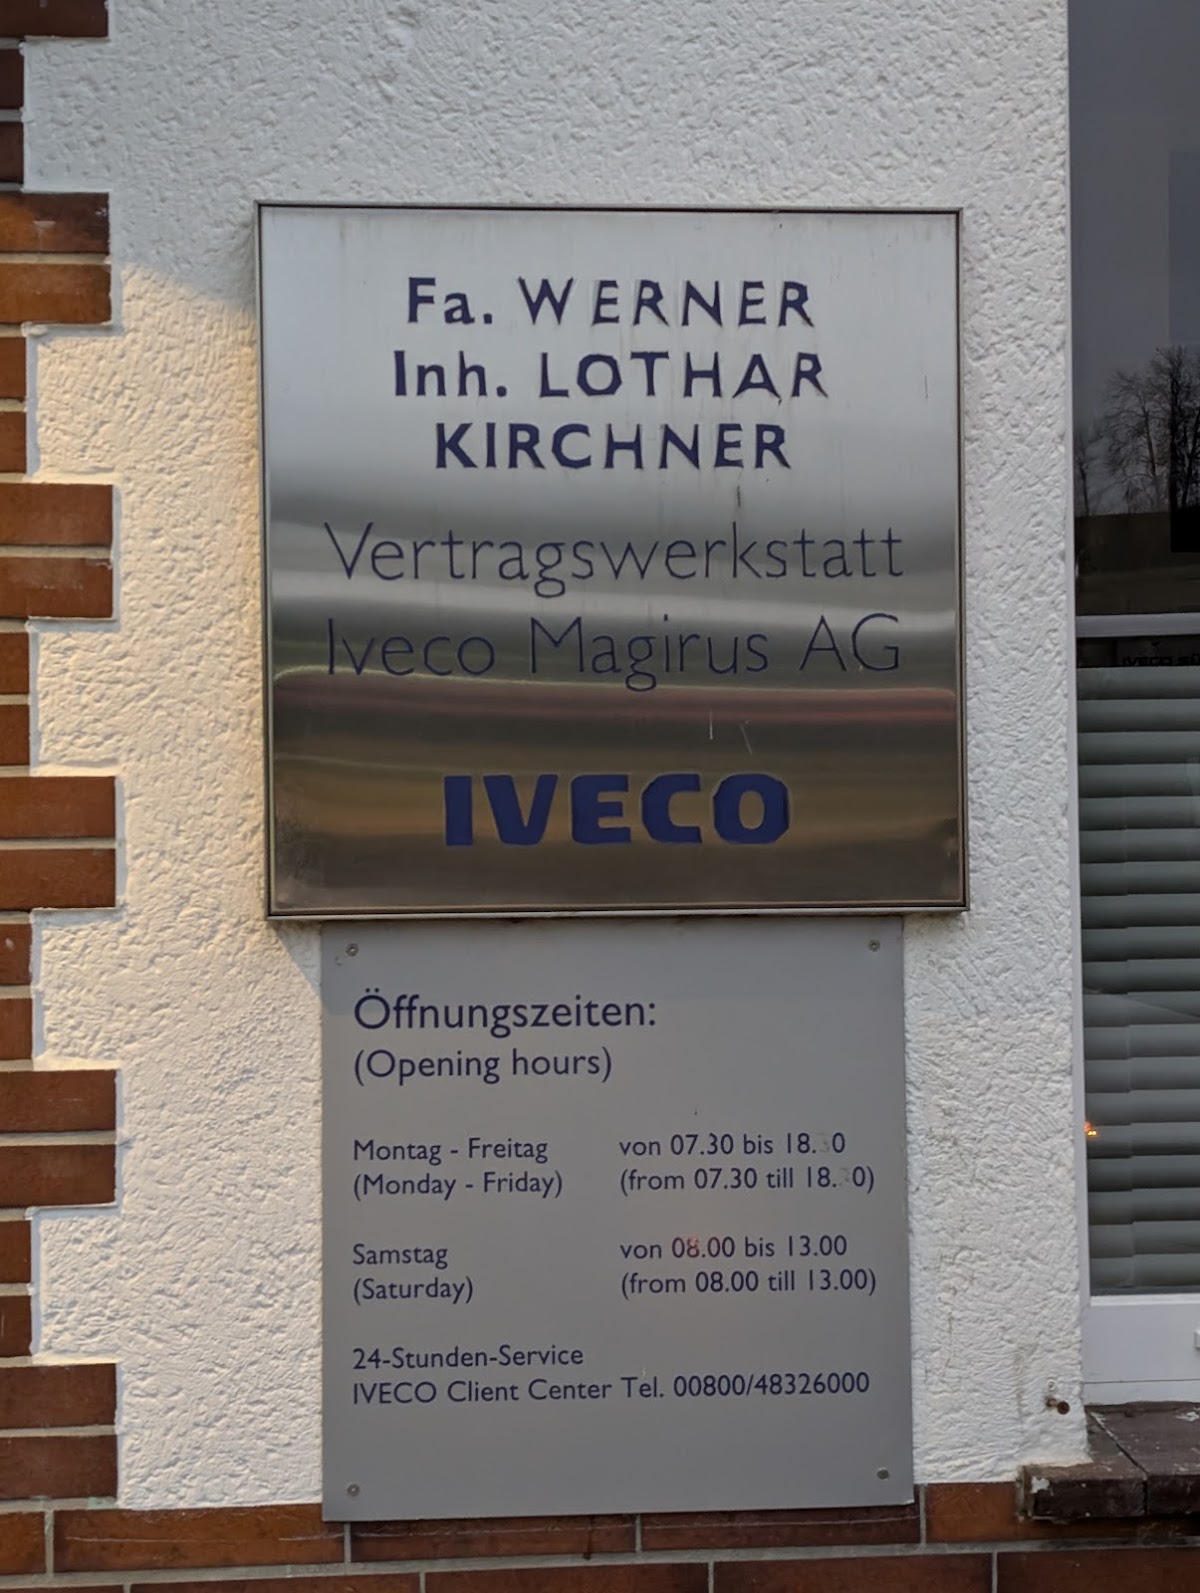 Fa. WERNER
Inh. LOTHAR
KIRCHNER
Vertragswerkstatt
Iveco Magirus AG
IVECO
Öffnungszeiten:
(Opening hours)
Montag - Freitag von 07.30 bis
(Monday - Friday) (from 07.30 till
Samstag von 08.00 bis 13.00
(Saturday) (from 08.00 till 13.00)
24-Stunden-Service
IVECO Client Center Tel. 00800/48326000
IVECO